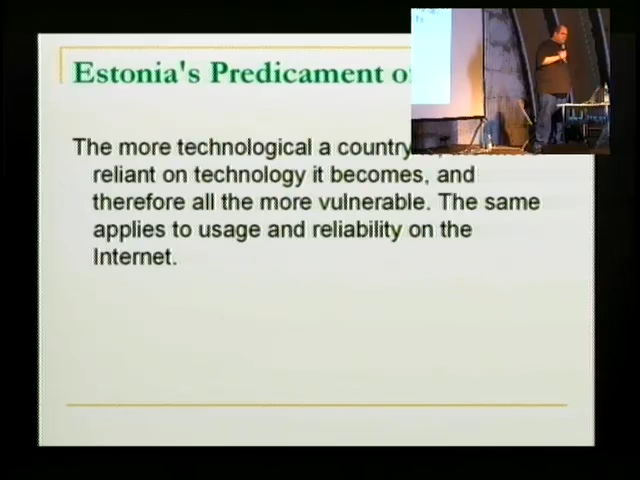 Estonia's Predicament
The more technological a country
reliant on technology it becomes, and
therefore all the more vulnerable. The same
applies to usage and reliability on the
Internet.